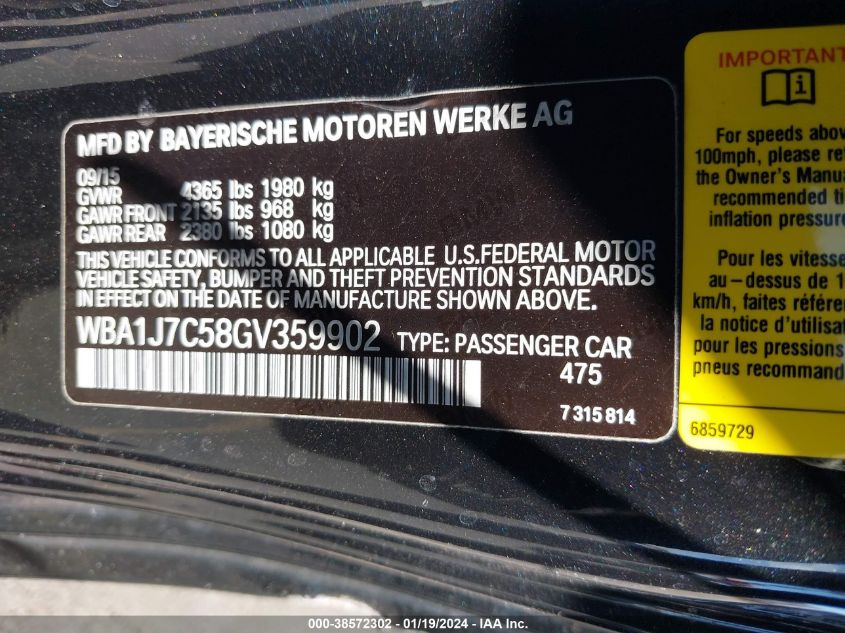 MFD BY BAYERISCHE MOTOREN WERKE AG
09/15
GVWR 4365 lbs 1980 kg
GAWR FRONT 2135 lbs 968 kg
GAWR REAR 2380 lbs 1080 kg
THIS VEHICLE CONFORMS TO ALL APPLICABLE U.S.FEDERAL MOTOR
VEHICLE SAFETY, BUMPER AND THEFT PREVENTION STANDARDS
IN EFFECT ON THE DATE OF MANUFACTURE SHOWN ABOVE.
WBA1J7C58GV359902 TYPE: PASSENGER CAR
475
7 315 814
IMPORTANT
For speeds abov
100mph, please ref
the Owner's Manua
recommended ti
inflation pressure
Pour les vitesse
au-dessus de 1
km/h, faites référe
la notice d'utilisat
pour les recomman
pneus recommand
6859729
000-38572302 - 01/19/2024 - IAA Inc.